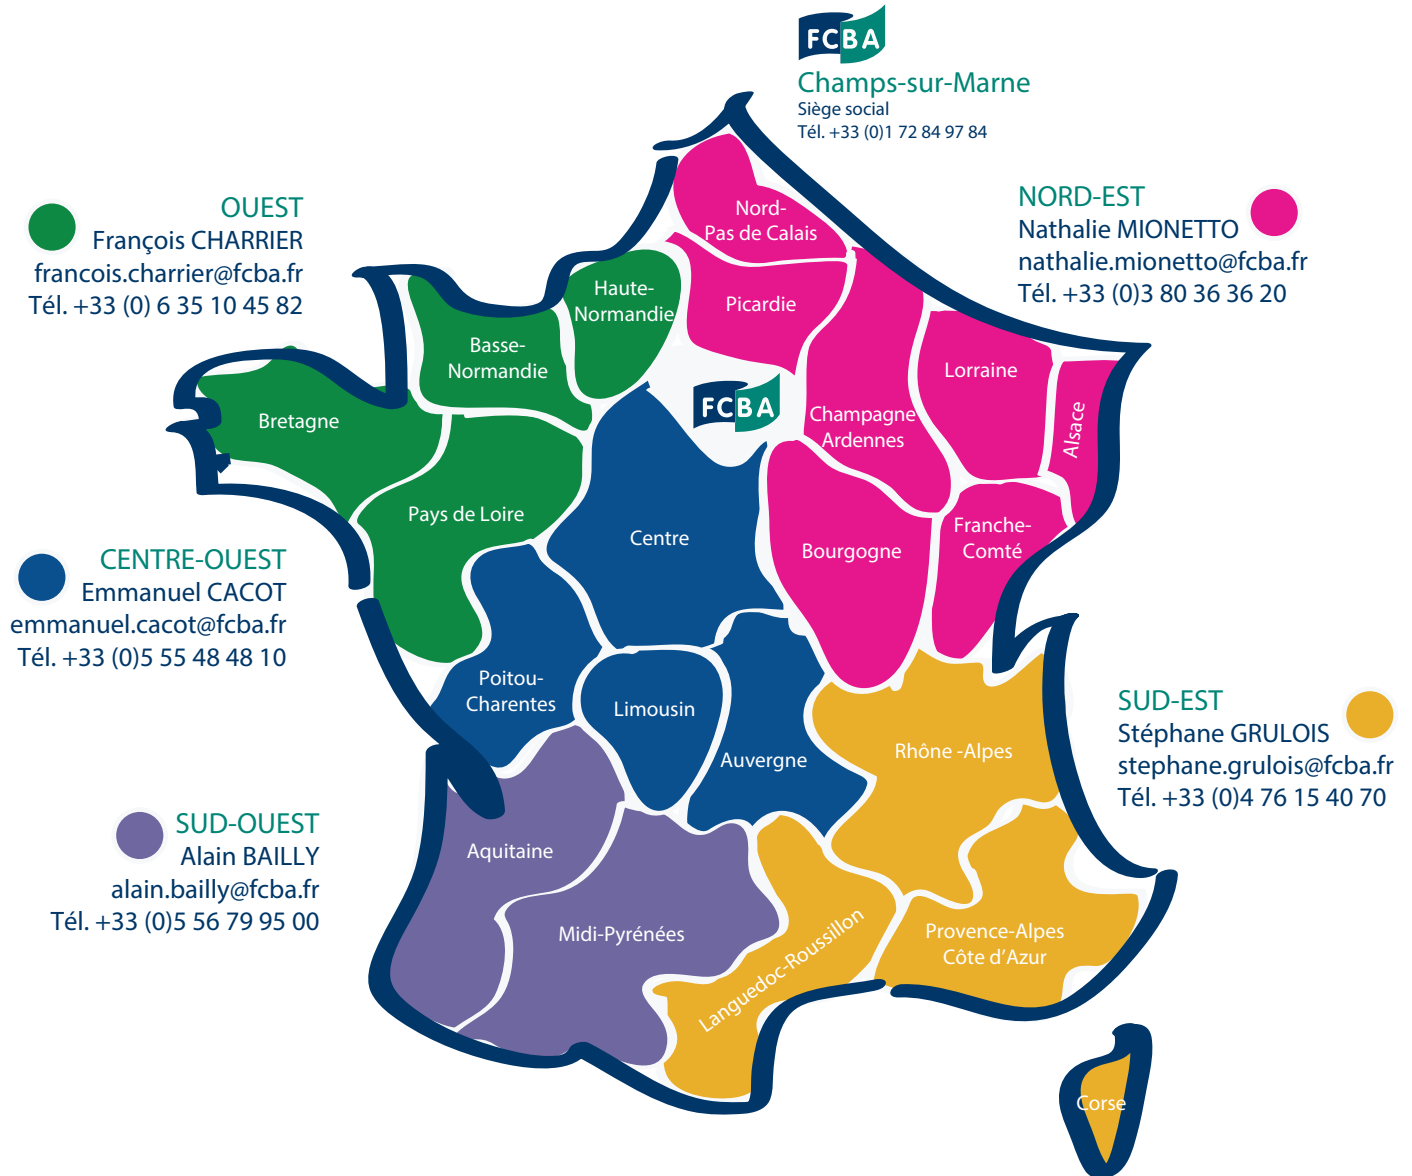 FCBA
Champs-sur-Marne
Siège social
Tél. +33 (0)1 72 84 97 84
OUEST
François CHARRIER
francois.charrier@fcba.fr
Tél. +33 (0) 6 35 10 45 82
NORD-EST
Nathalie MIONETTO
nathalie.mionetto@fcba.fr
Tél. +33 (0)3 80 36 36 20
CENTRE-OUEST
Emmanuel CACOT
emmanuel.cacot@fcba.fr
Tél. +33 (0)5 55 48 48 10
SUD-EST
Stéphane GRULOIS
stephane.grulois@fcba.fr
Tél. +33 (0)4 76 15 40 70
SUD-OUEST
Alain BAILLY
alain.bailly@fcba.fr
Tél. +33 (0)5 56 79 95 00
Nord-
Pas de Calais
Haute-
Normandie
Picardie
Basse-
Normandie
Lorraine
FCBA
Champagne
Ardennes
Alsace
Bretagne
Pays de Loire
Centre
Bourgogne
Franche-
Comté
Poitou-
Charentes
Limousin
Auvergne
Rhône -Alpes
Aquitaine
Midi-Pyrénées
Languedoc-Roussillon
Provence-Alpes
Côte d'Azur
Corse